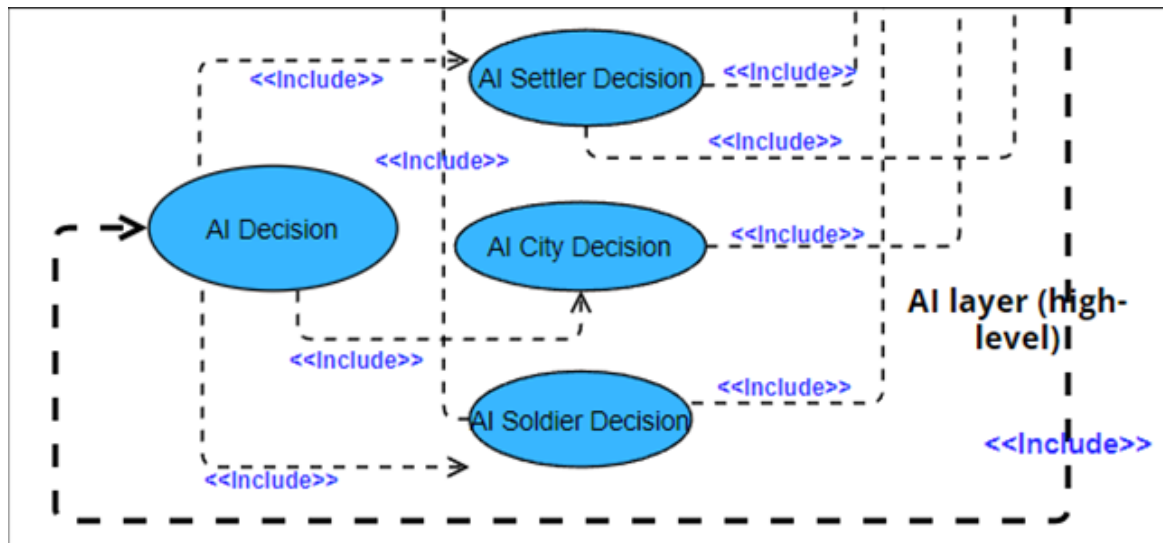 AI Settler Decision
<<Include>>
<<Include>>
<<Include>>
<<Include>>
AI Decision
AI City Decision
<<Include>>
AI layer (high-
level)
<<Include>>
<<Include>>
AI Soldier Decision
<<Include>>
<<Include>>